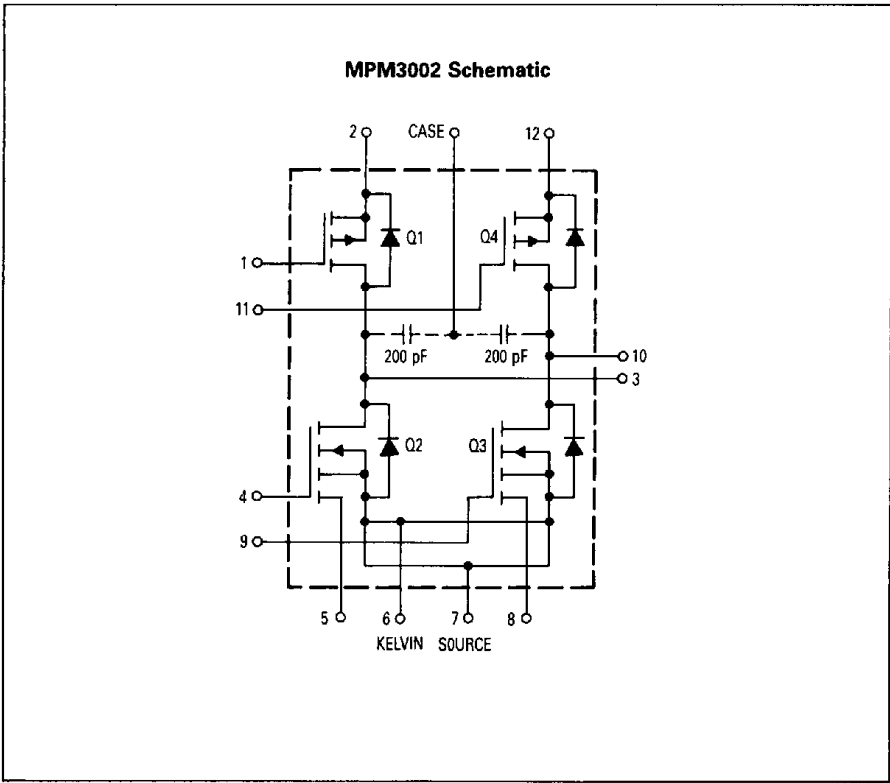 MPM3002 Schematic
2 CASE 12
Q1 Q4
1
11
200 pF 200 pF
10
3
Q2 Q3
4
9
5 6 7 8
KELVIN SOURCE